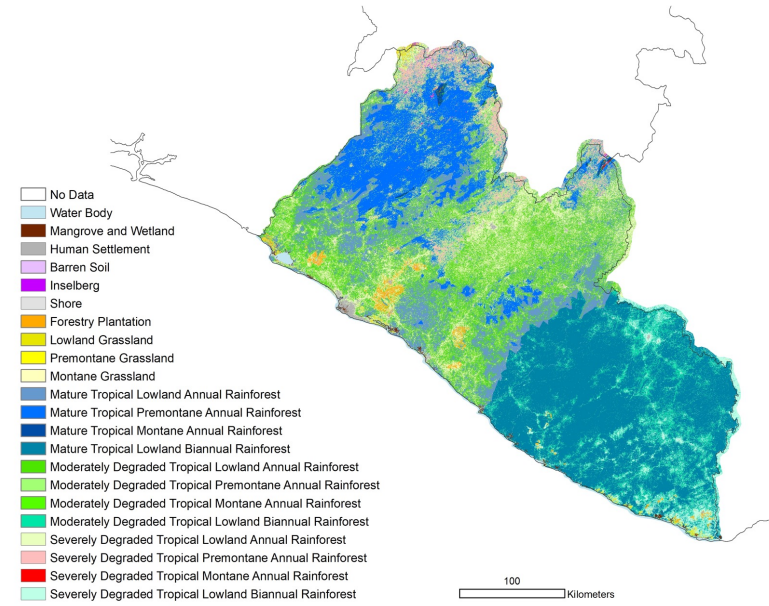 No Data
Water Body
Mangrove and Wetland
Human Settlement
Barren Soil
Inselberg
Shore
Forestry Plantation
Lowland Grassland
Premontane Grassland
Montane Grassland
Mature Tropical Lowland Annual Rainforest
Mature Tropical Premontane Annual Rainforest
Mature Tropical Montane Annual Rainforest
Mature Tropical Lowland Biannual Rainforest
Moderately Degraded Tropical Lowland Annual Rainforest
Moderately Degraded Tropical Premontane Annual Rainforest
Moderately Degraded Tropical Montane Annual Rainforest
Moderately Degraded Tropical Lowland Biannual Rainforest
Severely Degraded Tropical Lowland Annual Rainforest
Severely Degraded Tropical Premontane Annual Rainforest
Severely Degraded Tropical Montane Annual Rainforest
Severely Degraded Tropical Lowland Biannual Rainforest
100
Kilometers